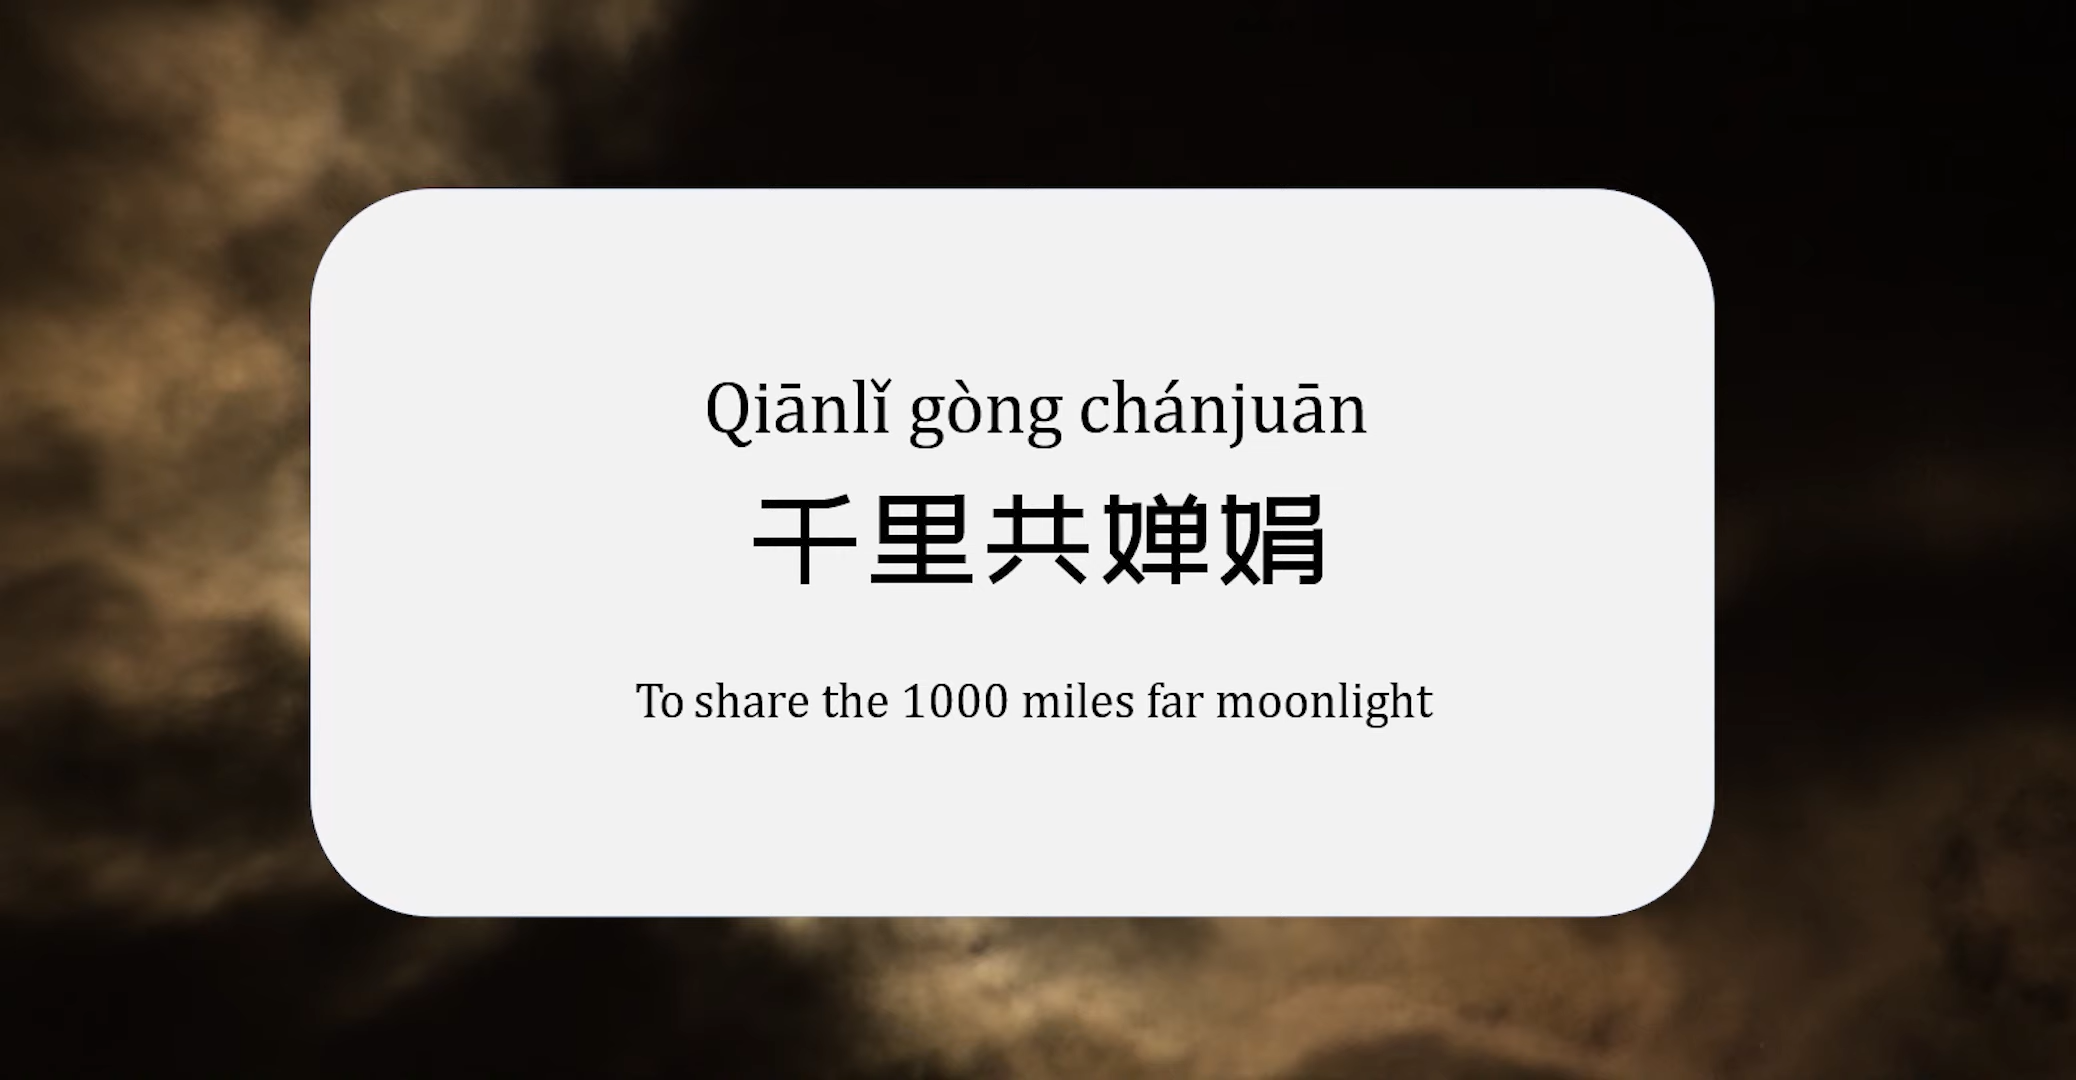 Qiānlǐ gòng chánjuān
千里共婵娟
To share the 1000 miles far moonlight